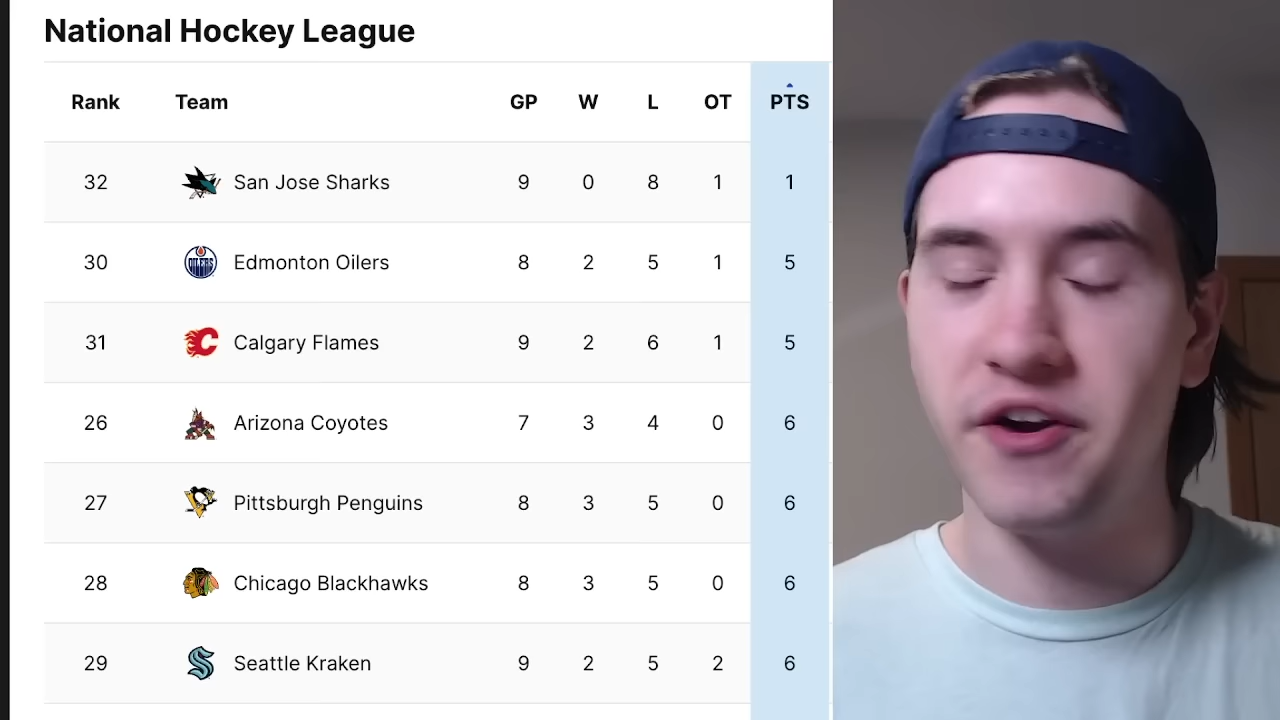 National Hockey League
Rank Team GP W L OT PTS
32 San Jose Sharks 9 0 8 1 1
30 Edmonton Oilers 8 2 5 1 5
31 Calgary Flames 9 2 6 1 5
26 Arizona Coyotes 7 3 4 0 6
27 Pittsburgh Penguins 8 3 5 0 6
28 Chicago Blackhawks 8 3 5 0 6
29 Seattle Kraken 9 2 5 2 6